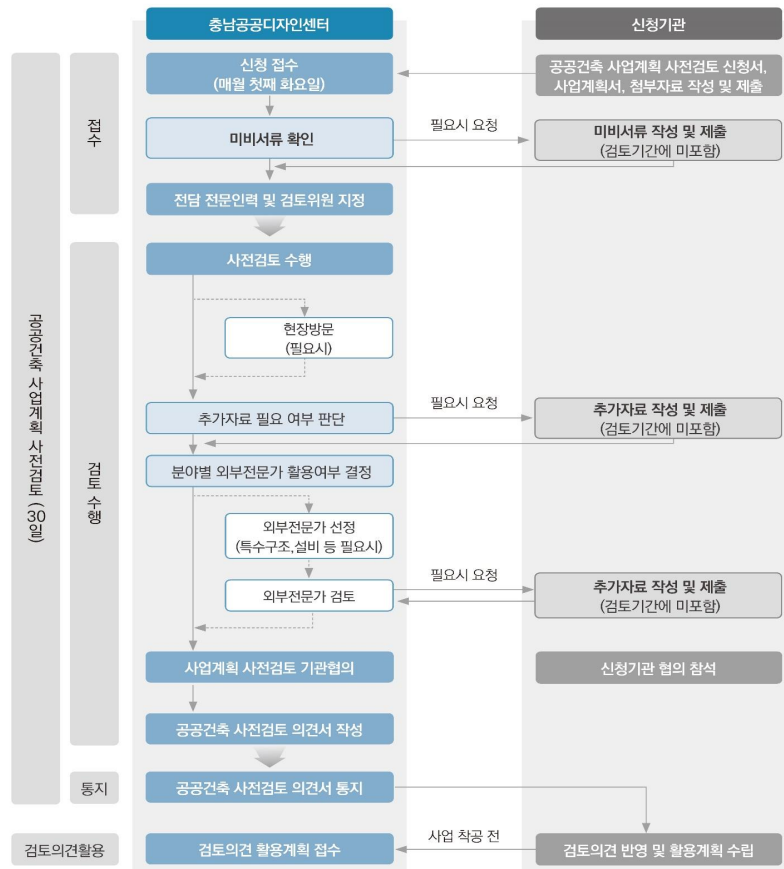 충남공공디자인센터
신청기관
공공건축 사업계획 사전검토 (30일)
접수
신청 접수
(매월 첫째 화요일)
공공건축 사업계획 사전검토 신청서,
사업계획서, 첨부자료 작성 및 제출
미비서류 확인
필요시 요청
미비서류 작성 및 제출
(검토기간에 미포함)
전담 전문인력 및 검토위원 지정
검토 수행
사전검토 수행
현장방문
(필요시)
추가자료 필요 여부 판단
필요시 요청
추가자료 작성 및 제출
(검토기간에 미포함)
분야별 외부전문가 활용여부 결정
외부전문가 선정
(특수구조,설비 등 필요시)
외부전문가 검토
필요시 요청
추가자료 작성 및 제출
(검토기간에 미포함)
사업계획 사전검토 기관협의
신청기관 협의 참석
공공건축 사전검토 의견서 작성
통지
공공건축 사전검토 의견서 통지
검토의견활용
검토의견 활용계획 접수
사업 착공 전
검토의견 반영 및 활용계획 수립